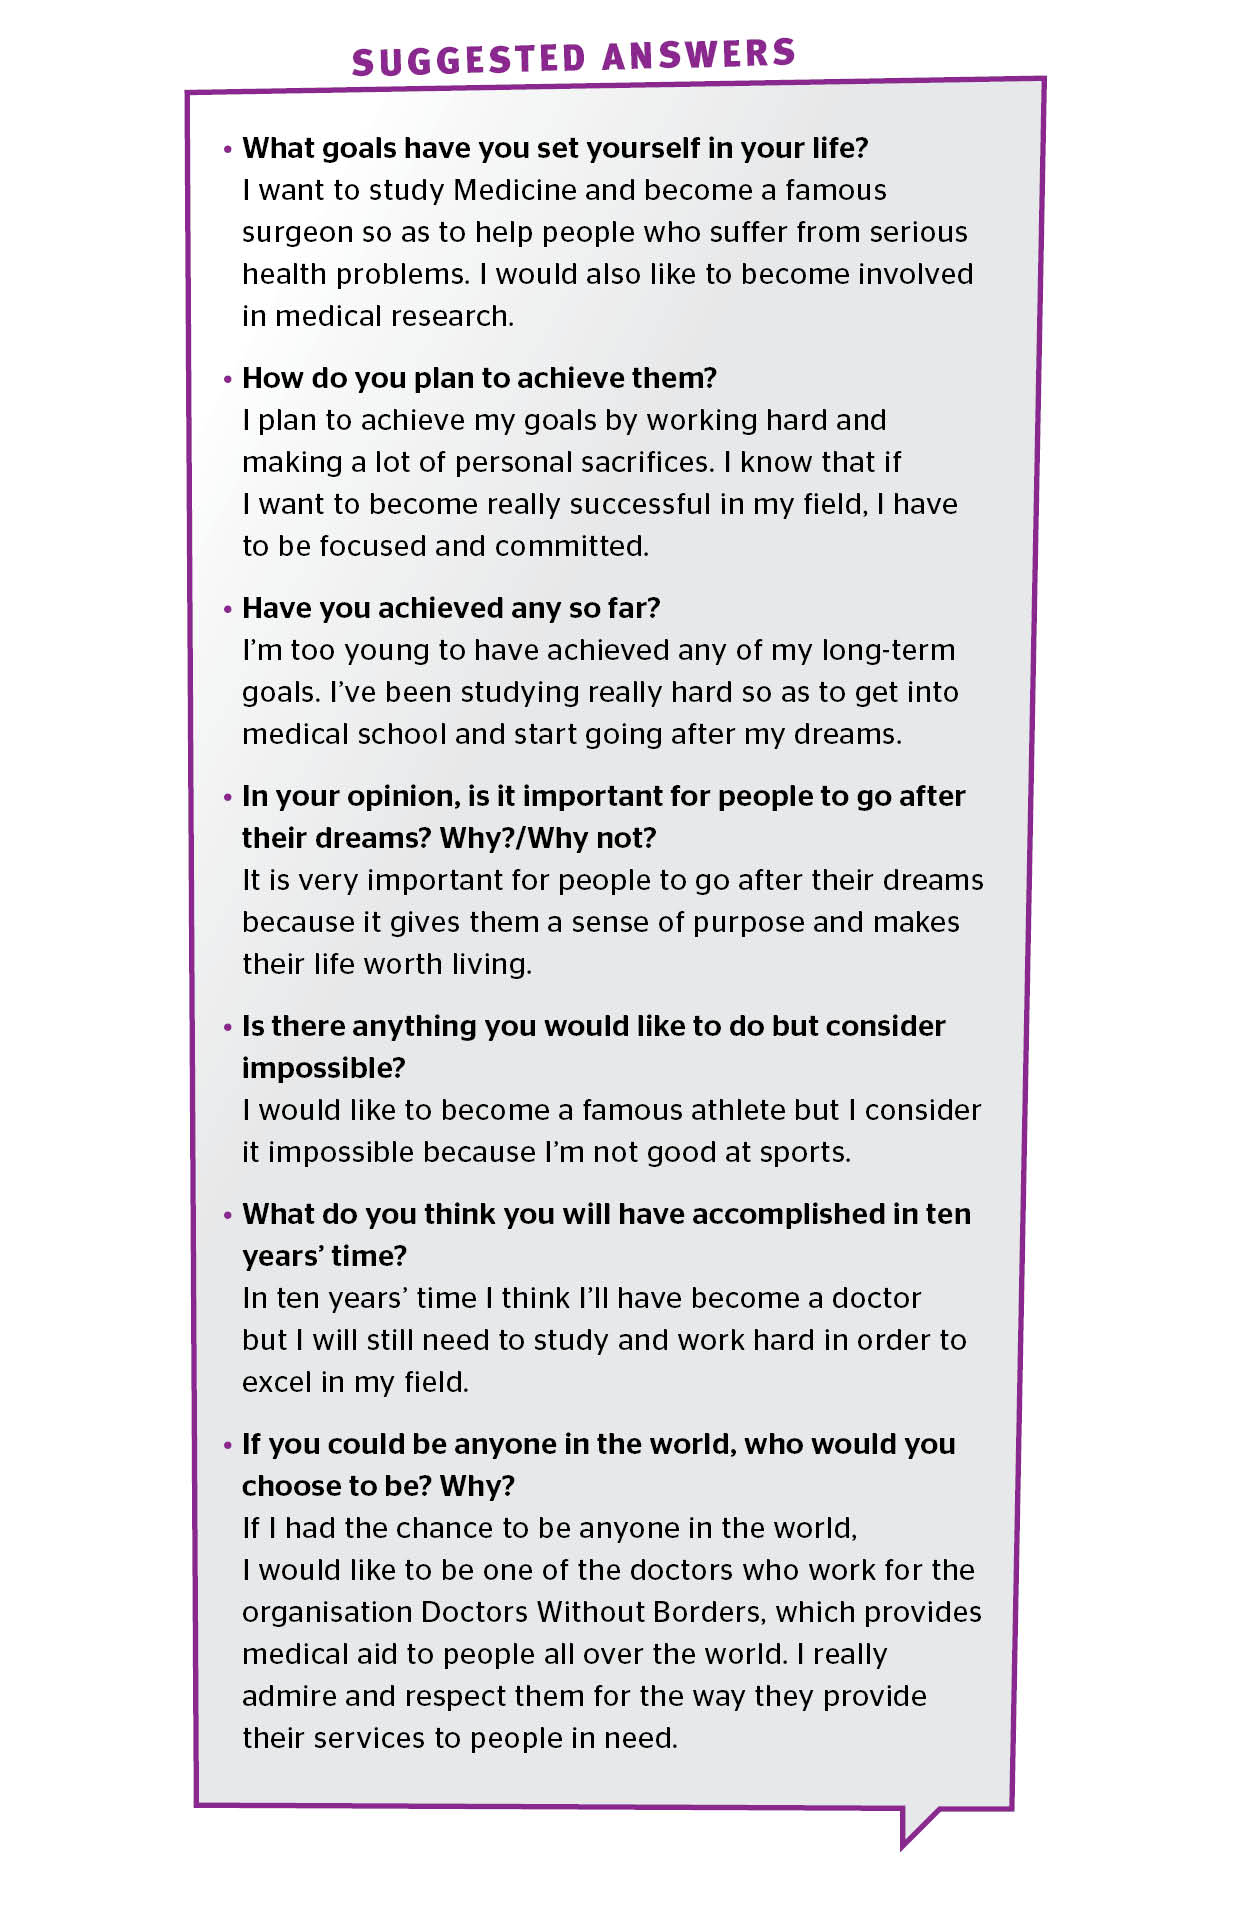 SUGGESTED ANSWERS
• What goals have you set yourself in your life?
I want to study Medicine and become a famous
surgeon so as to help people who suffer from serious
health problems. I would also like to become involved
in medical research.
• How do you plan to achieve them?
I plan to achieve my goals by working hard and
making a lot of personal sacrifices. I know that if
I want to become really successful in my field, I have
to be focused and committed.
• Have you achieved any so far?
I’m too young to have achieved any of my long-term
goals. I’ve been studying really hard so as to get into
medical school and start going after my dreams.
• In your opinion, is it important for people to go after
their dreams? Why?/Why not?
It is very important for people to go after their dreams
because it gives them a sense of purpose and makes
their life worth living.
• Is there anything you would like to do but consider
impossible?
I would like to become a famous athlete but I consider
it impossible because I’m not good at sports.
• What do you think you will have accomplished in ten
years’ time?
In ten years’ time I think I’ll have become a doctor
but I will still need to study and work hard in order to
excel in my field.
• If you could be anyone in the world, who would you
choose to be? Why?
If I had the chance to be anyone in the world,
I would like to be one of the doctors who work for the
organisation Doctors Without Borders, which provides
medical aid to people all over the world. I really
admire and respect them for the way they provide
their services to people in need.